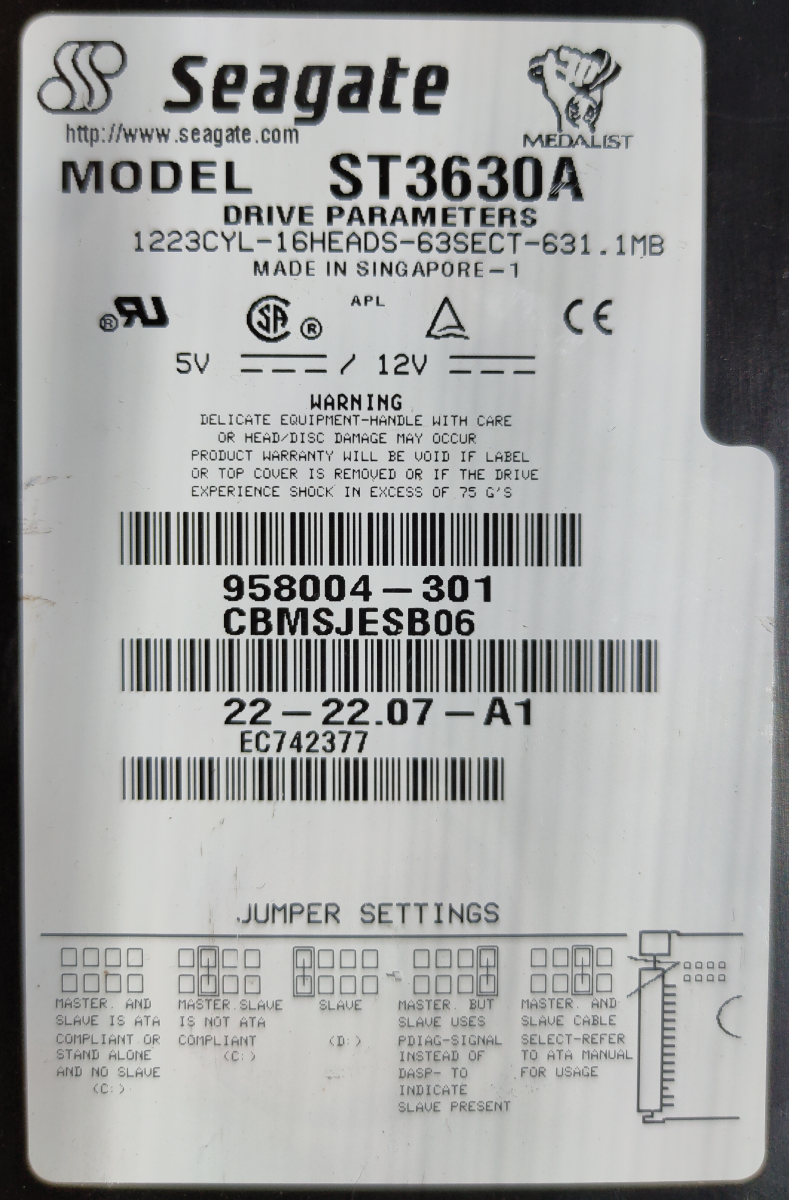 Seagate
http://www.seagate.com
MEDALIST
MODEL ST3630A
DRIVE PARAMETERS
1223CYL-16HEADS-63SECT-631.1MB
MADE IN SINGAPORE-1
APL
5V / 12V
WARNING
DELICATE EQUIPMENT-HANDLE WITH CARE
OR HEAD/DISC DAMAGE MAY OCCUR
PRODUCT WARRANTY WILL BE VOID IF LABEL
OR TOP COVER IS REMOVED OR IF THE DRIVE
EXPERIENCE SHOCK IN EXCESS OF 75 G'S
958004-301
CBMSJESB06
22-22.07-A1
EC742377
JUMPER SETTINGS
MASTER. AND
SLAVE IS ATA
COMPLIANT OR
STAND ALONE
AND NO SLAVE
(C:)
MASTER.SLAVE
IS NOT ATA
COMPLIANT
(C:)
SLAVE
(D:)
MASTER. BUT
SLAVE USES
PDIAG-SIGNAL
INSTEAD OF
DASP- TO
INDICATE
SLAVE PRESENT
MASTER. AND
SLAVE CABLE
SELECT-REFER
TO ATA MANUAL
FOR USAGE